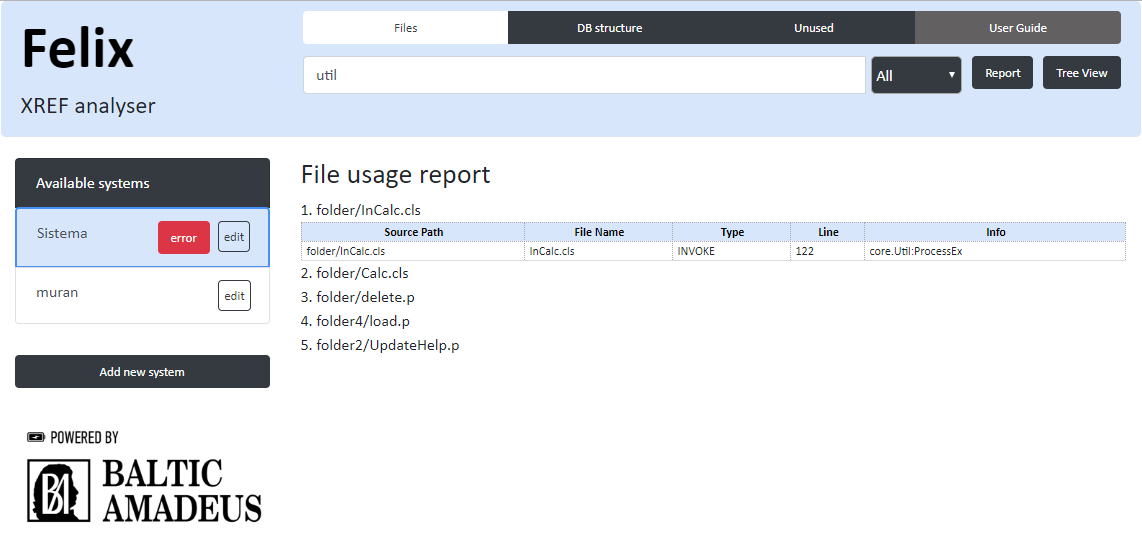 Felix
XREF analyser
Files DB structure Unused User Guide
util All Report Tree View
Available systems
Sistema error edit
muran edit
Add new system
POWERED BY
BA BALTIC
AMADEUS
File usage report
1. folder/InCalc.cls
Source Path File Name Type Line Info
folder/InCalc.cls InCalc.cls INVOKE 122 core.Util:ProcessEx
2. folder/Calc.cls
3. folder/delete.p
4. folder4/load.p
5. folder2/UpdateHelp.p